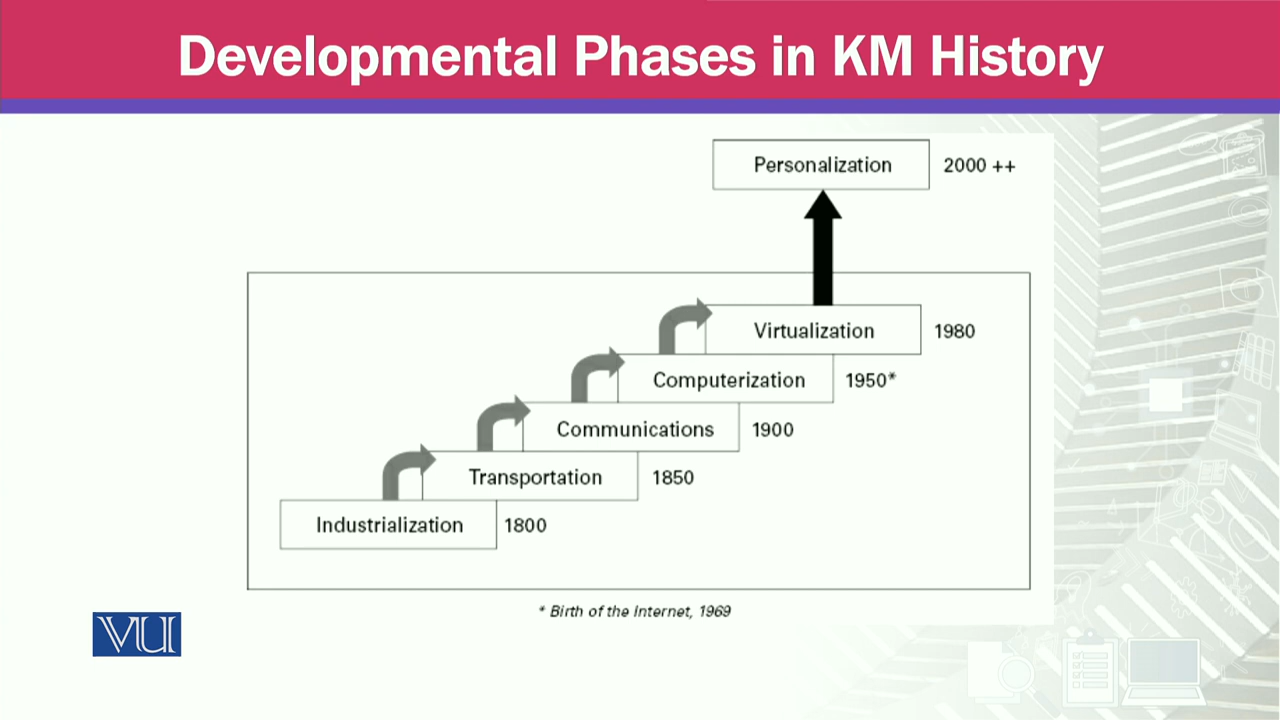 Developmental Phases in KM History
Personalization 2000 ++
Virtualization 1980
Computerization 1950*
Communications 1900
Transportation 1850
Industrialization 1800
* Birth of the Internet, 1969
VU